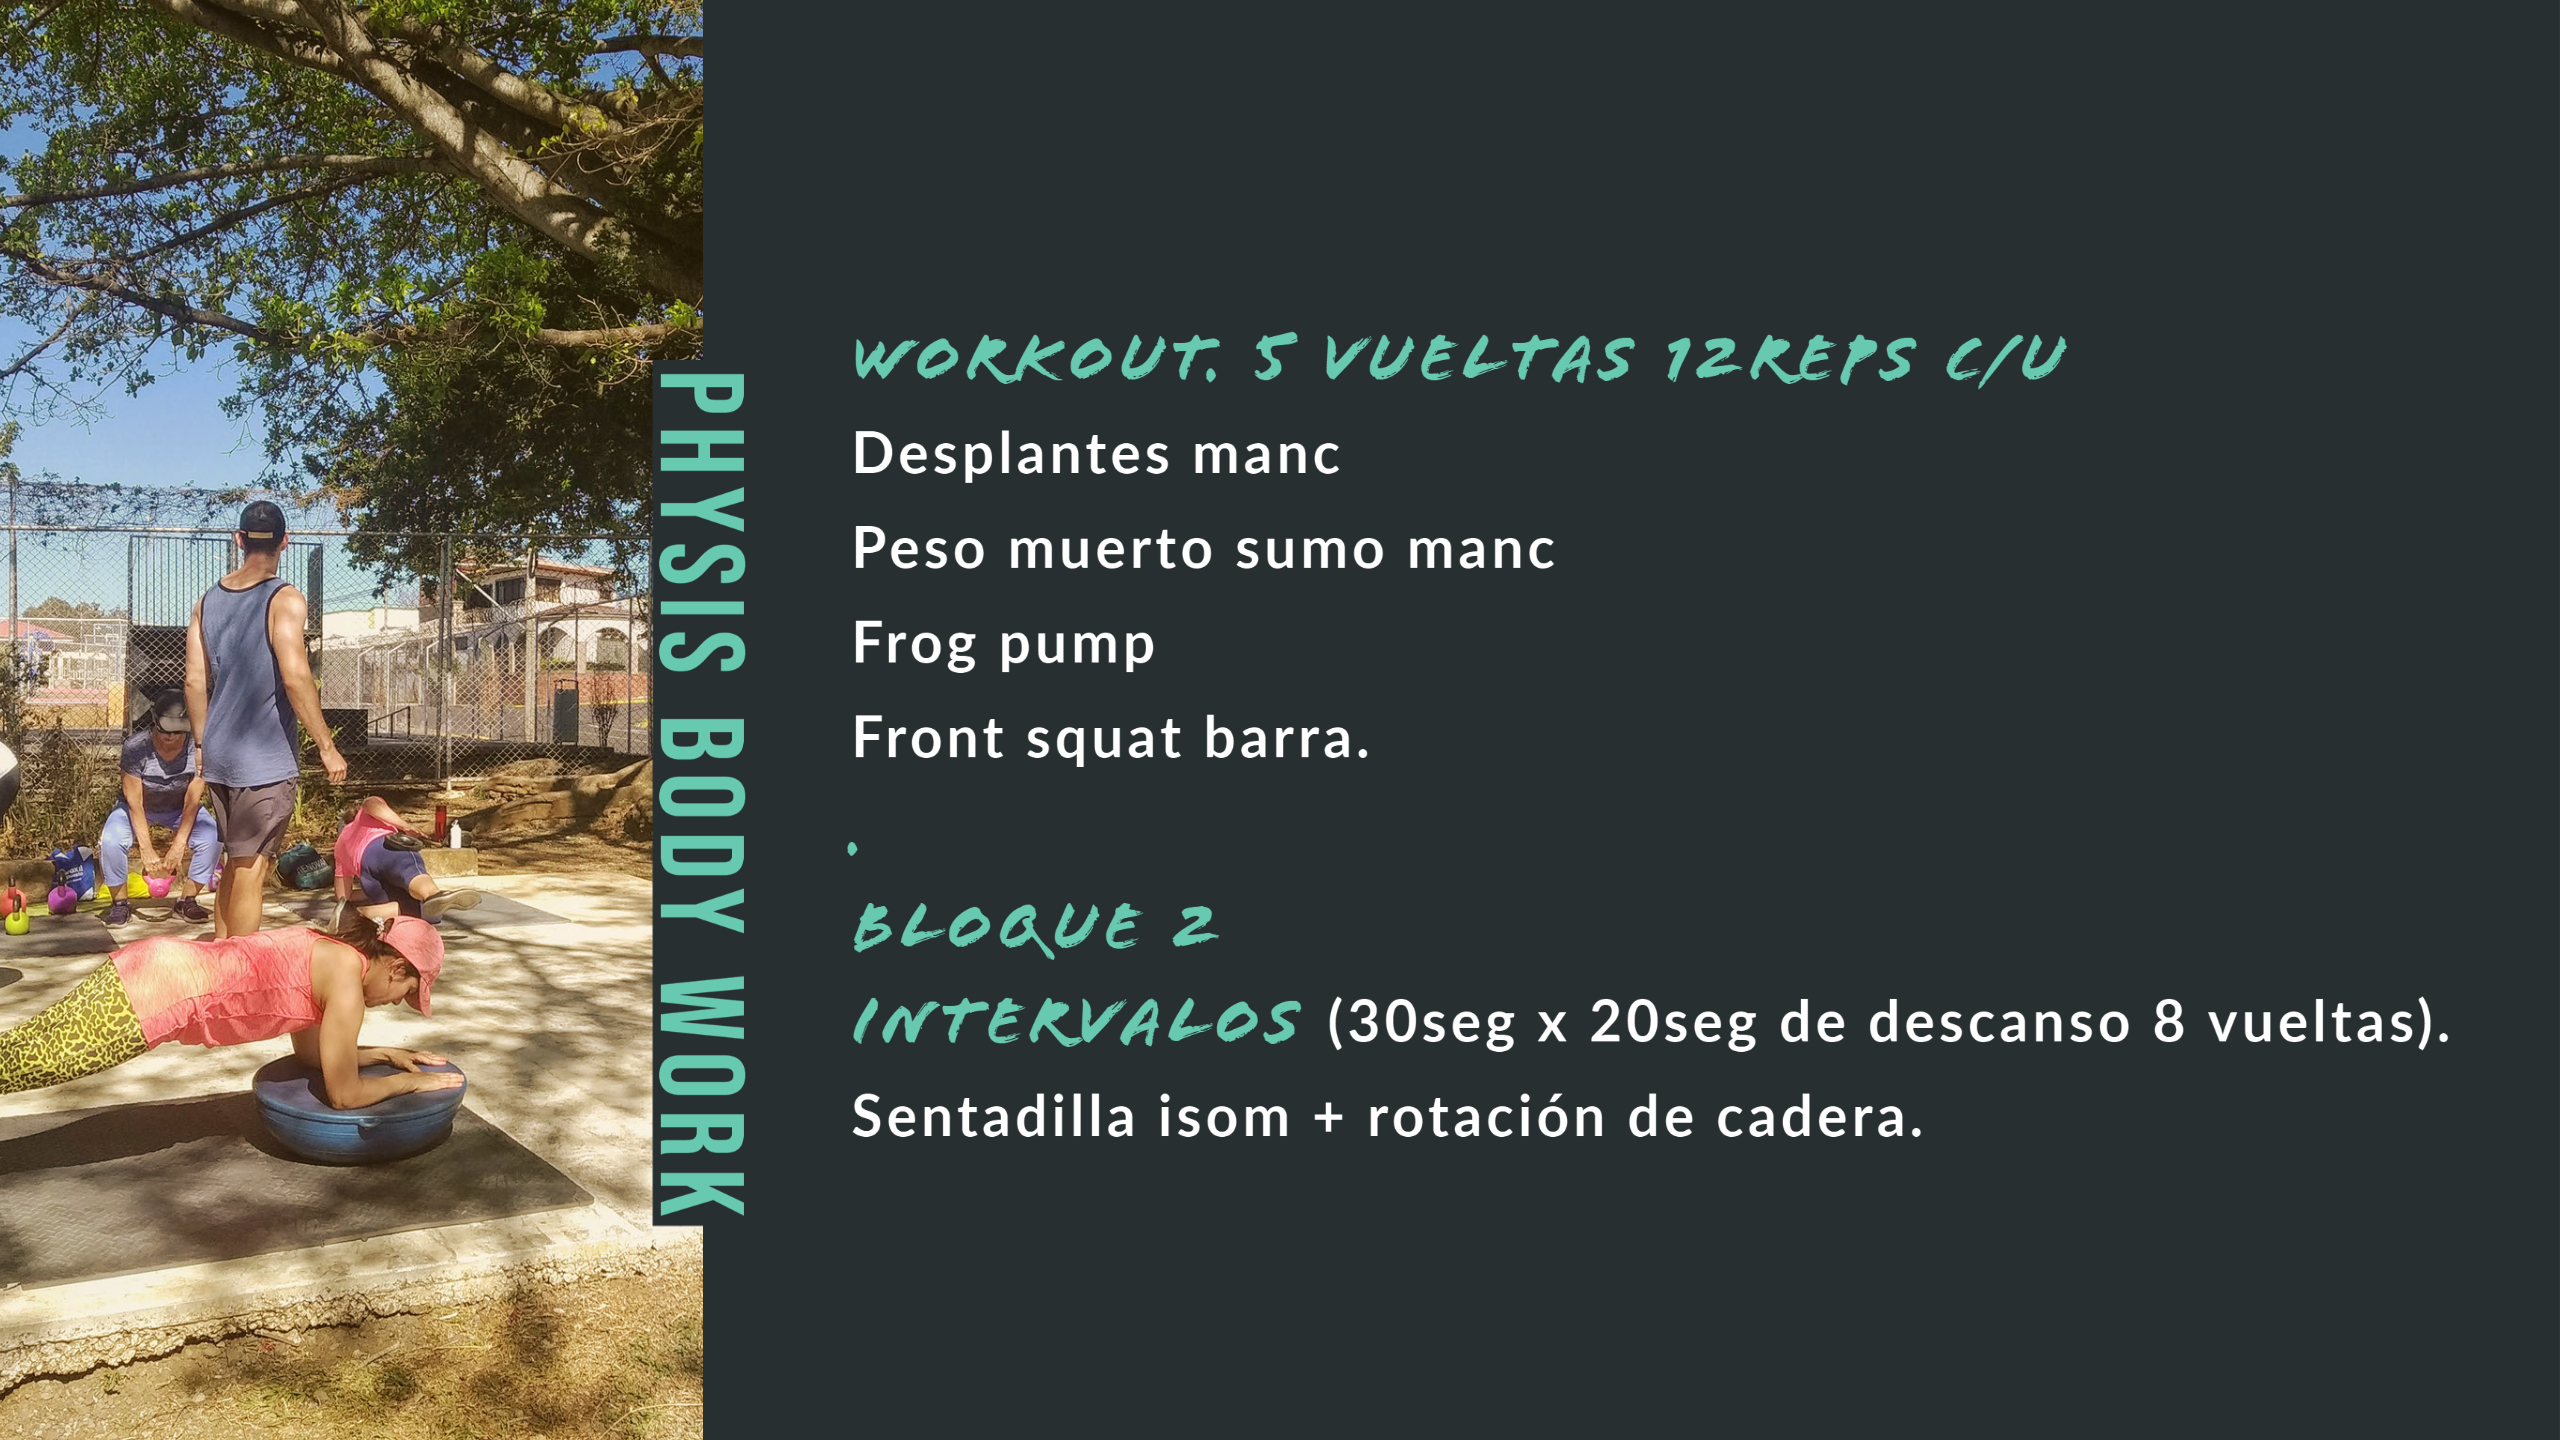 PHYSIS BODY WORK
WORKOUT. 5 VUELTAS 12REPS C/U
Desplantes manc
Peso muerto sumo manc
Frog pump
Front squat barra.
.
BLOQUE 2
INTERVALOS (30seg x 20seg de descanso 8 vueltas).
Sentadilla isom + rotación de cadera.